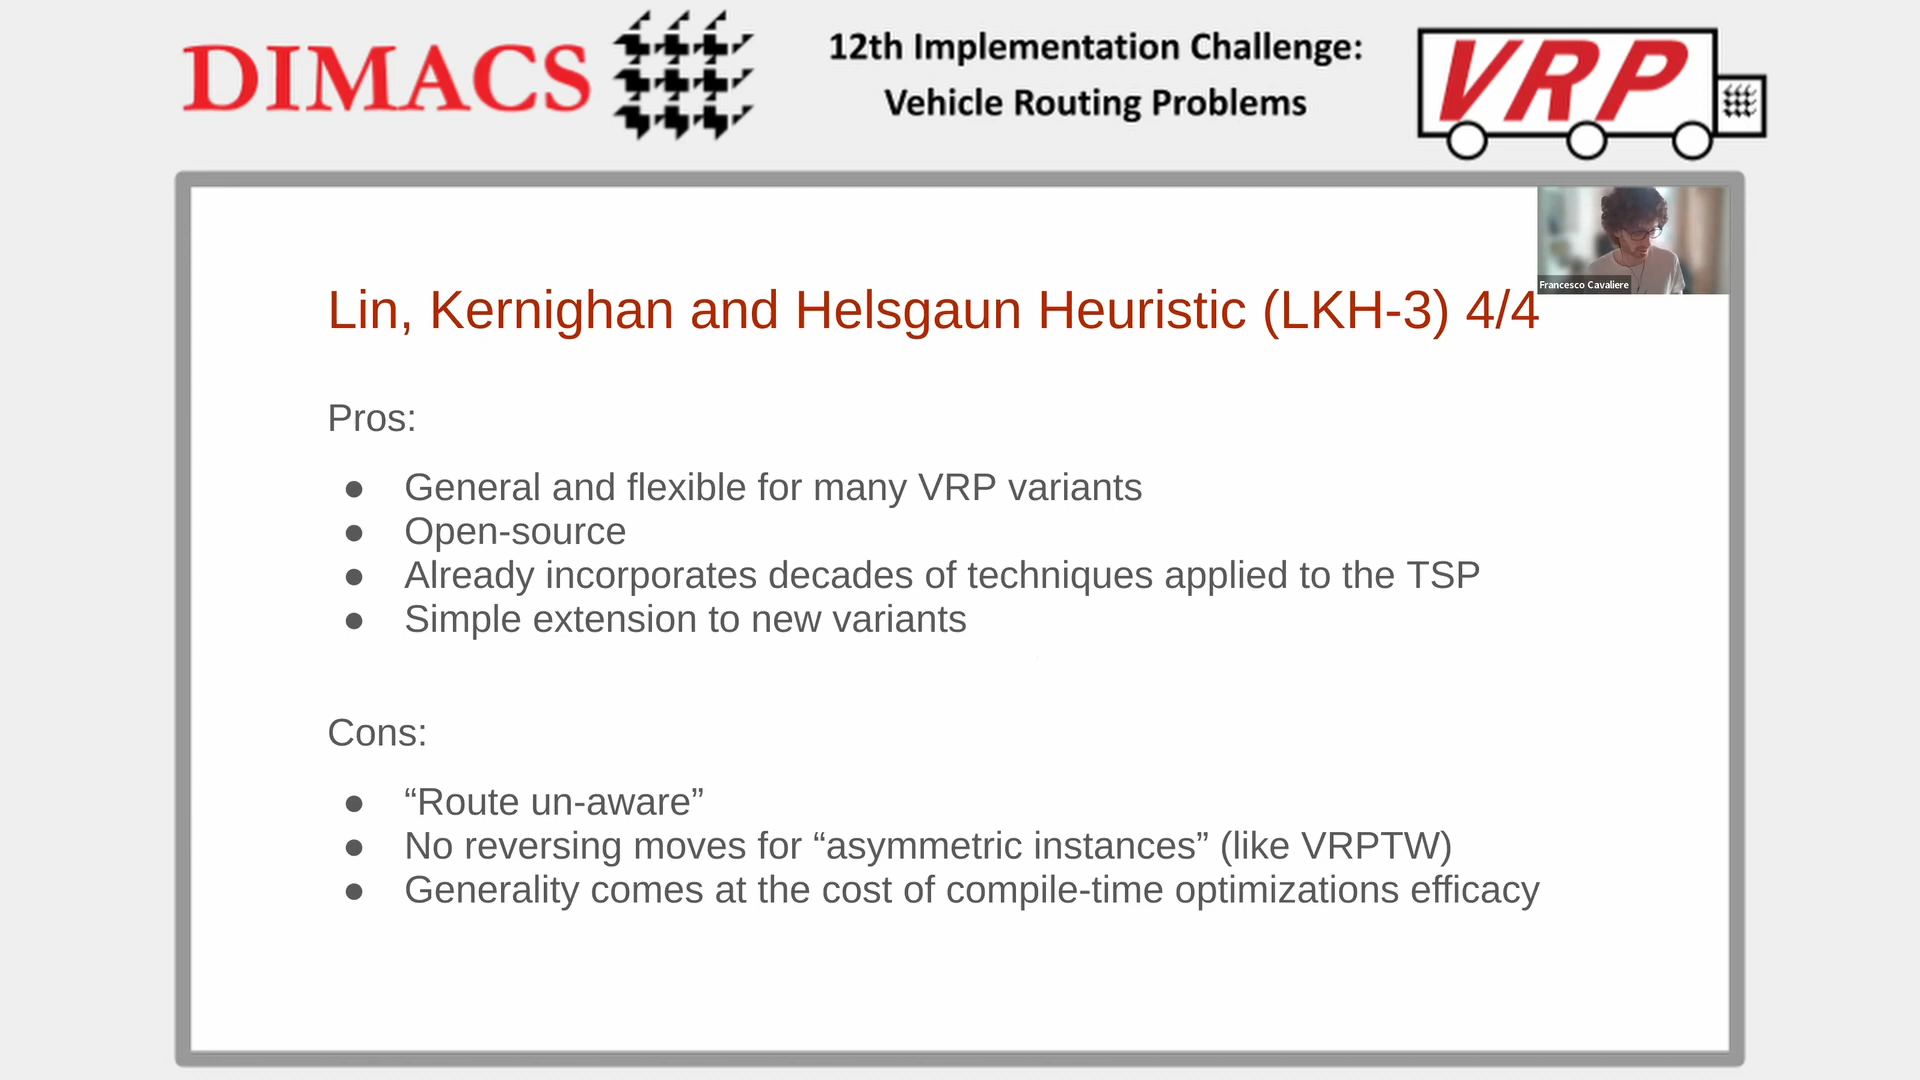 DIMACS
12th Implementation Challenge:
Vehicle Routing Problems
VRP
Francesco Cavaliere
Lin, Kernighan and Helsgaun Heuristic (LKH-3) 4/4
Pros:
● General and flexible for many VRP variants
● Open-source
● Already incorporates decades of techniques applied to the TSP
● Simple extension to new variants
Cons:
● “Route un-aware”
● No reversing moves for “asymmetric instances” (like VRPTW)
● Generality comes at the cost of compile-time optimizations efficacy